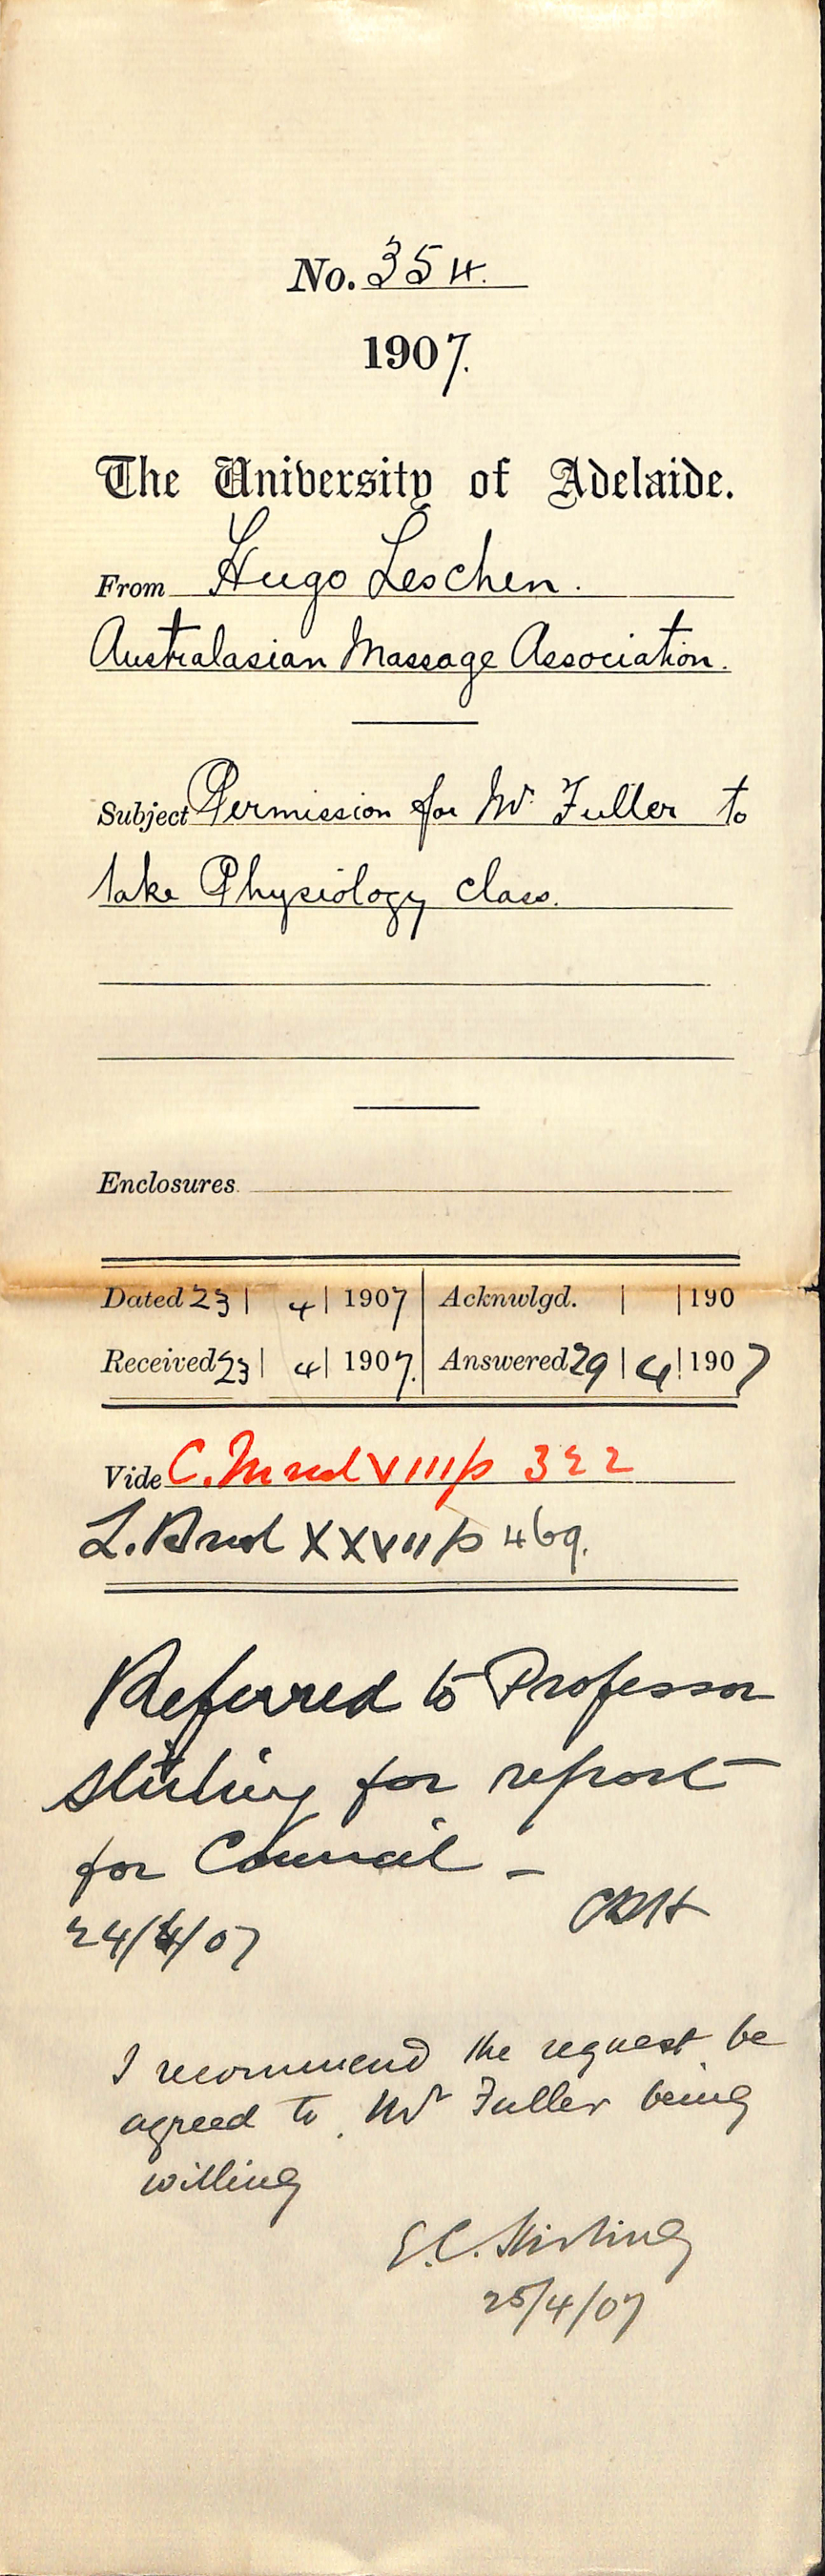 No. 354.
1907.
The University of Adelaide.
From Hugo Leschen.
Australasian Massage Association.
Subject Permission for Mr Fuller to
take Physiology class.
Enclosures
Dated 23 | 4 | 1907 Acknwlgd. | | 190
Received 23 | 4 | 1907. Answered 29 | 4 | 1907
Vide C. M vol VIII p 322
L. B vol XXVII p 469.
Referred to Professor
Stirling for report
for Council -
24/4/07 CRH
I recommend the request be
agreed to, Mr Fuller being
willing
E.C. Stirling
25/4/07